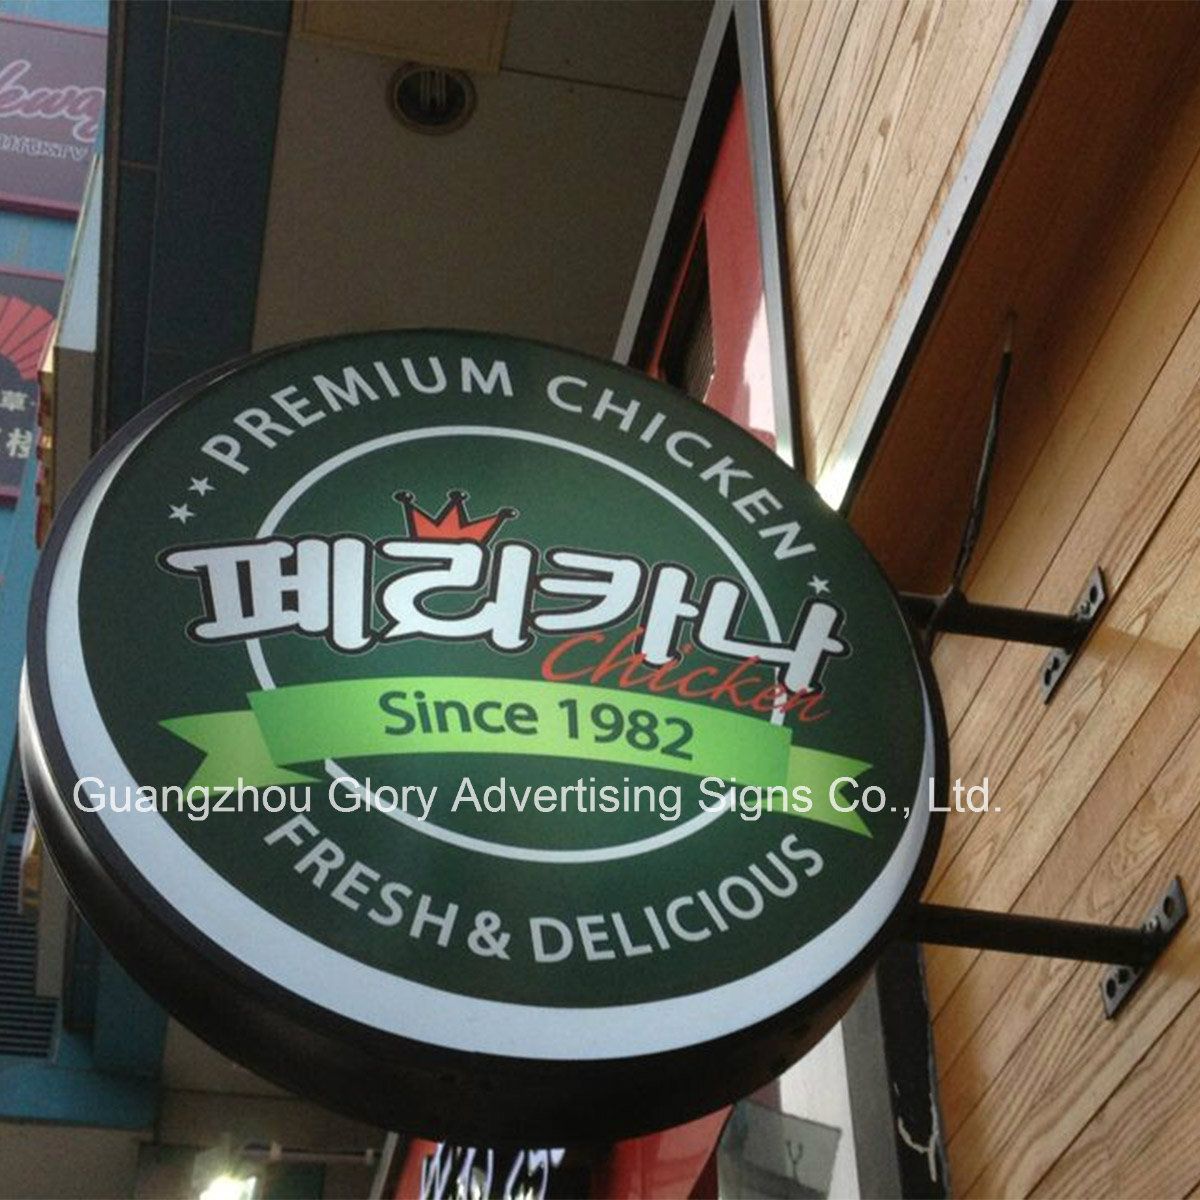 PREMIUM CHICKEN
페리카나
Chicken
Since 1982
Guangzhou Glory Advertising Signs Co., Ltd.
FRESH & DELICIOUS